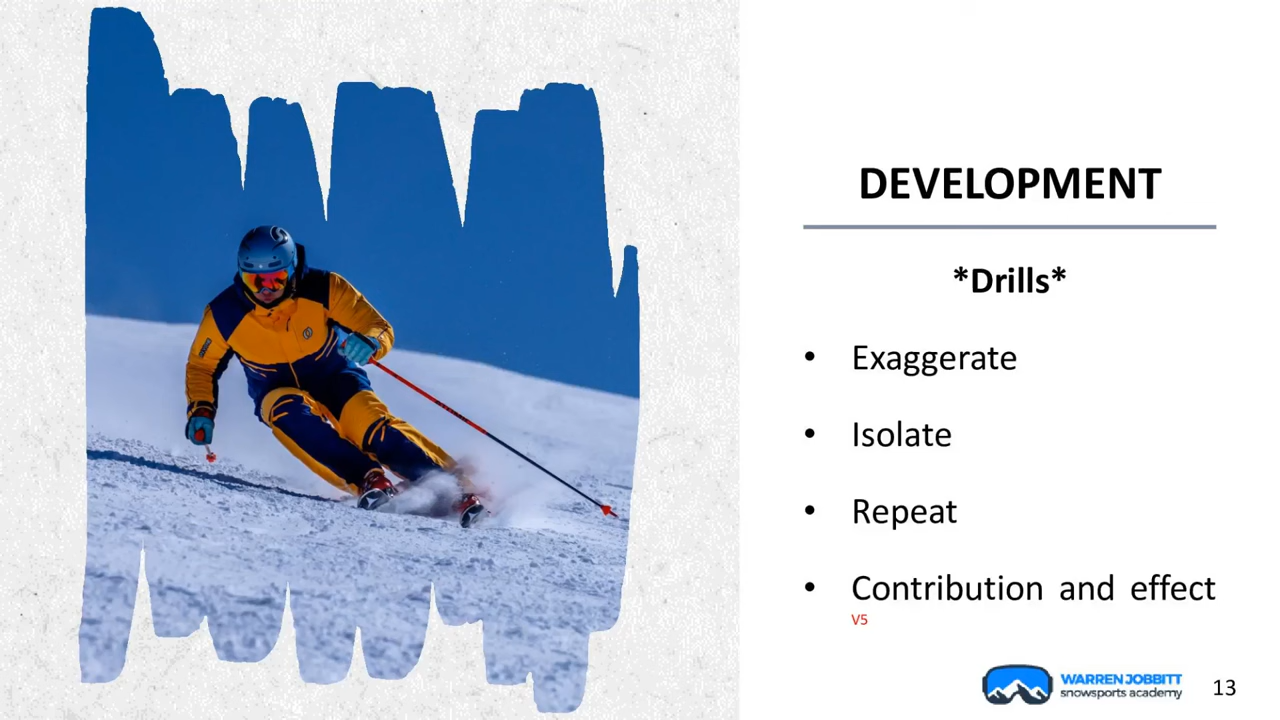 DEVELOPMENT
*Drills*
• Exaggerate
• Isolate
• Repeat
• Contribution and effect
V5
WARREN JOBBITT
snowsports academy
13